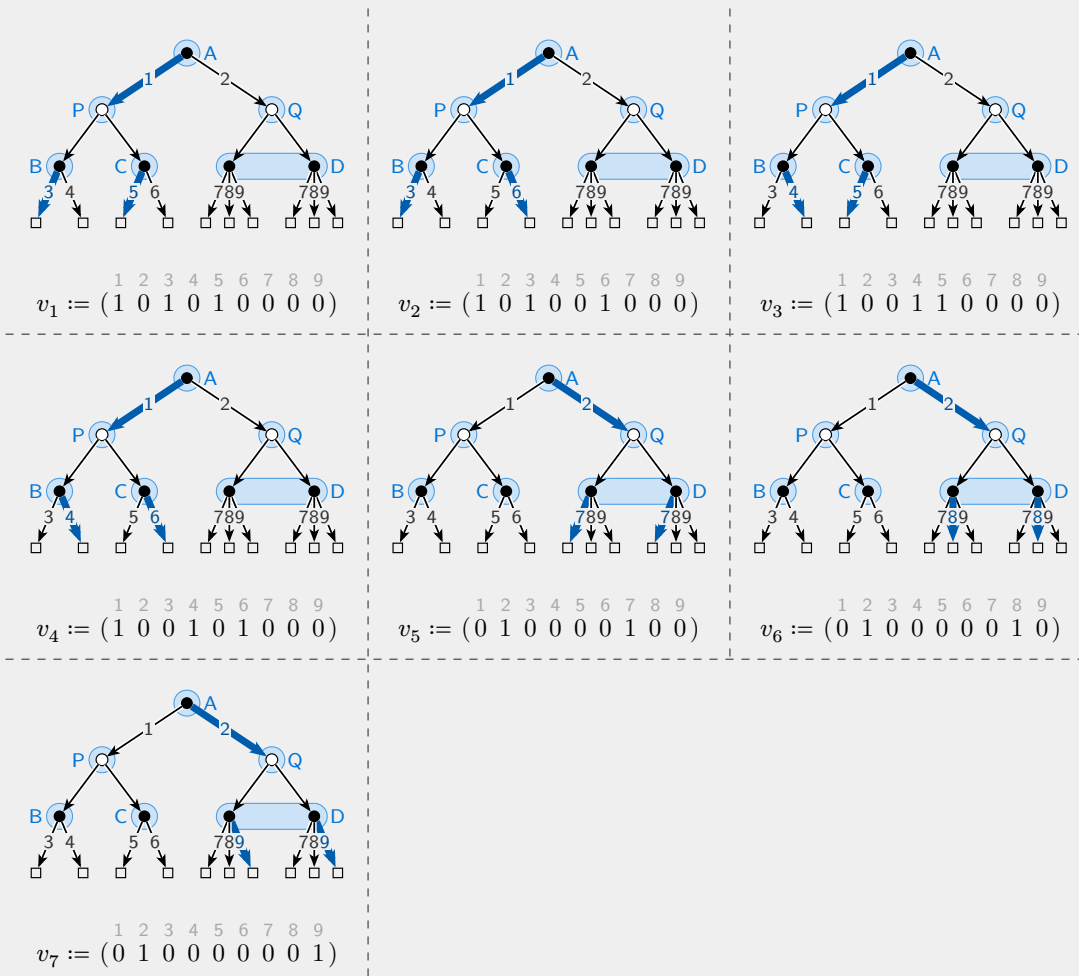 A A A
1 2 1 2 1 2
P Q P Q P Q
B C D B C D B C D
3 4 5 6 789 789 3 4 5 6 789 789 3 4 5 6 789 789
1 2 3 4 5 6 7 8 9 1 2 3 4 5 6 7 8 9 1 2 3 4 5 6 7 8 9
v₁ := (1 0 1 0 1 0 0 0 0) v₂ := (1 0 1 0 0 1 0 0 0) v₃ := (1 0 0 1 1 0 0 0 0)
A A A
1 2 1 2 1 2
P Q P Q P Q
B C D B C D B C D
3 4 5 6 789 789 3 4 5 6 789 789 3 4 5 6 789 789
1 2 3 4 5 6 7 8 9 1 2 3 4 5 6 7 8 9 1 2 3 4 5 6 7 8 9
v₄ := (1 0 0 1 0 1 0 0 0) v₅ := (0 1 0 0 0 0 1 0 0) v₆ := (0 1 0 0 0 0 0 1 0)
A
1 2
P Q
B C D
3 4 5 6 789 789
1 2 3 4 5 6 7 8 9
v₇ := (0 1 0 0 0 0 0 0 1)